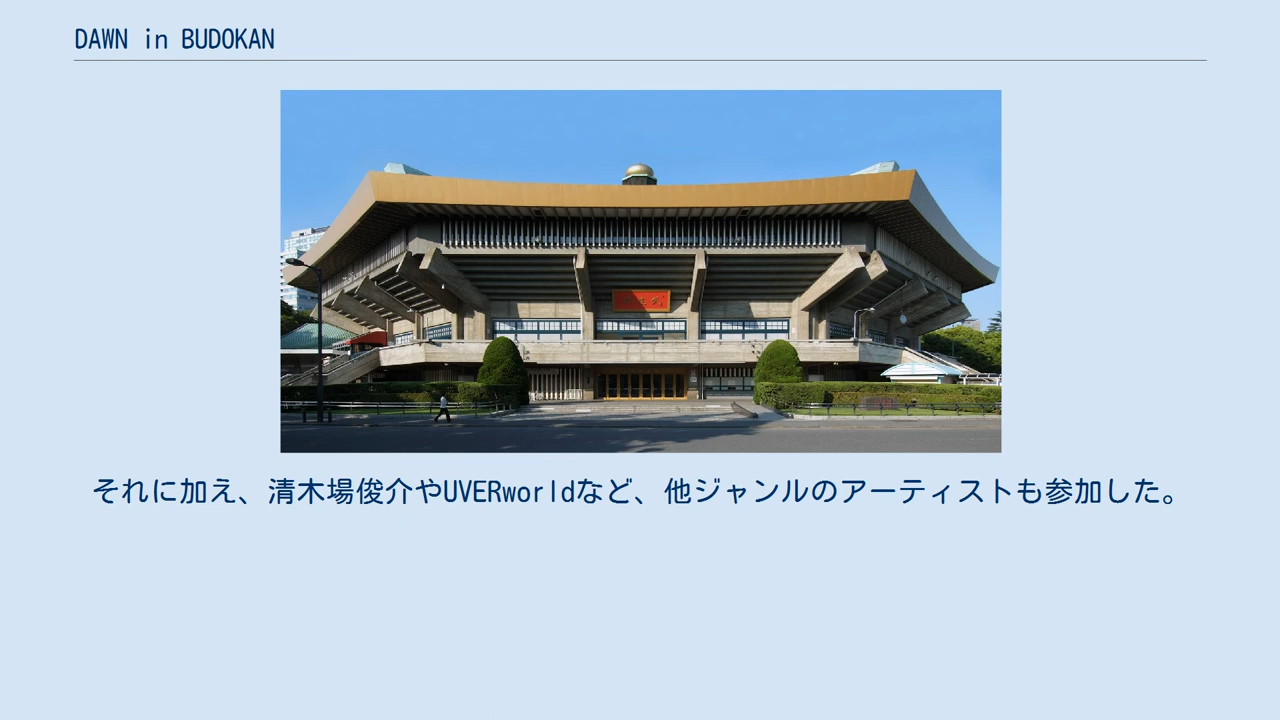 DAWN in BUDOKAN
それに加え、清木場俊介やUVERworldなど、他ジャンルのアーティストも参加した。